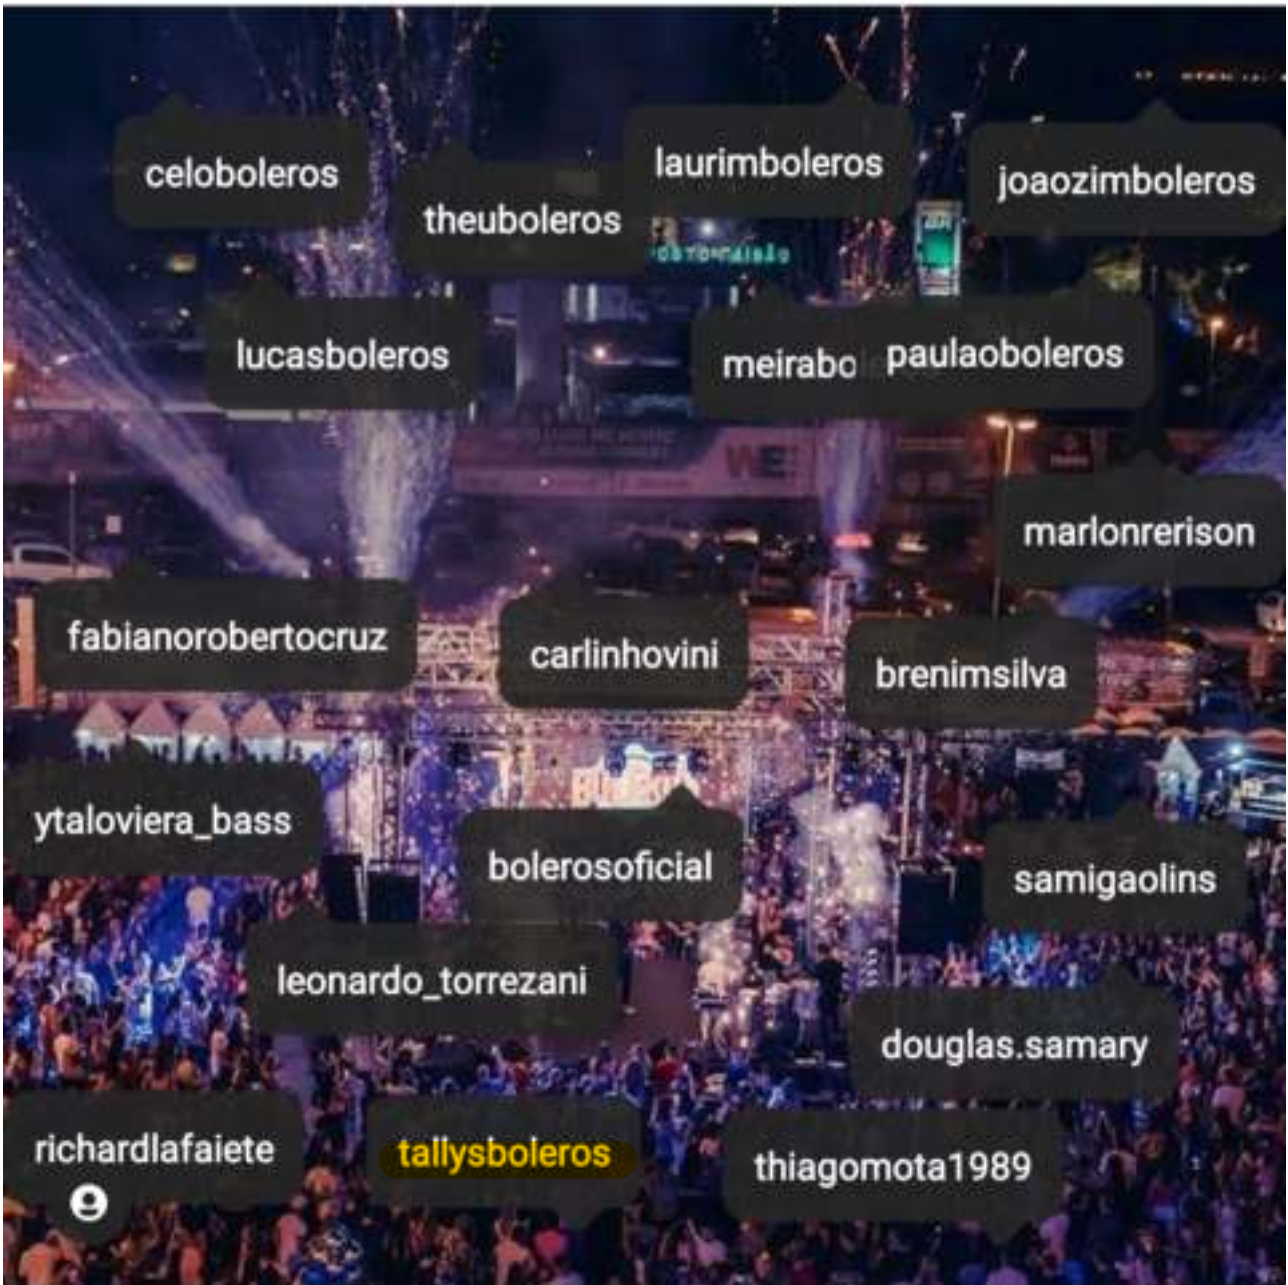 celoboleros
laurimboleros
joaozimboleros
theuboleros
lucasboleros
meirabo
paulaoboleros
WE
marlonrerison
fabianorobertocruz
carlinhovini
brenimsilva
ytaloviera_bass
bolerosoficial
samigaolins
leonardo_torrezani
douglas.samary
richardlafaiete
tallysboleros
thiagomota1989